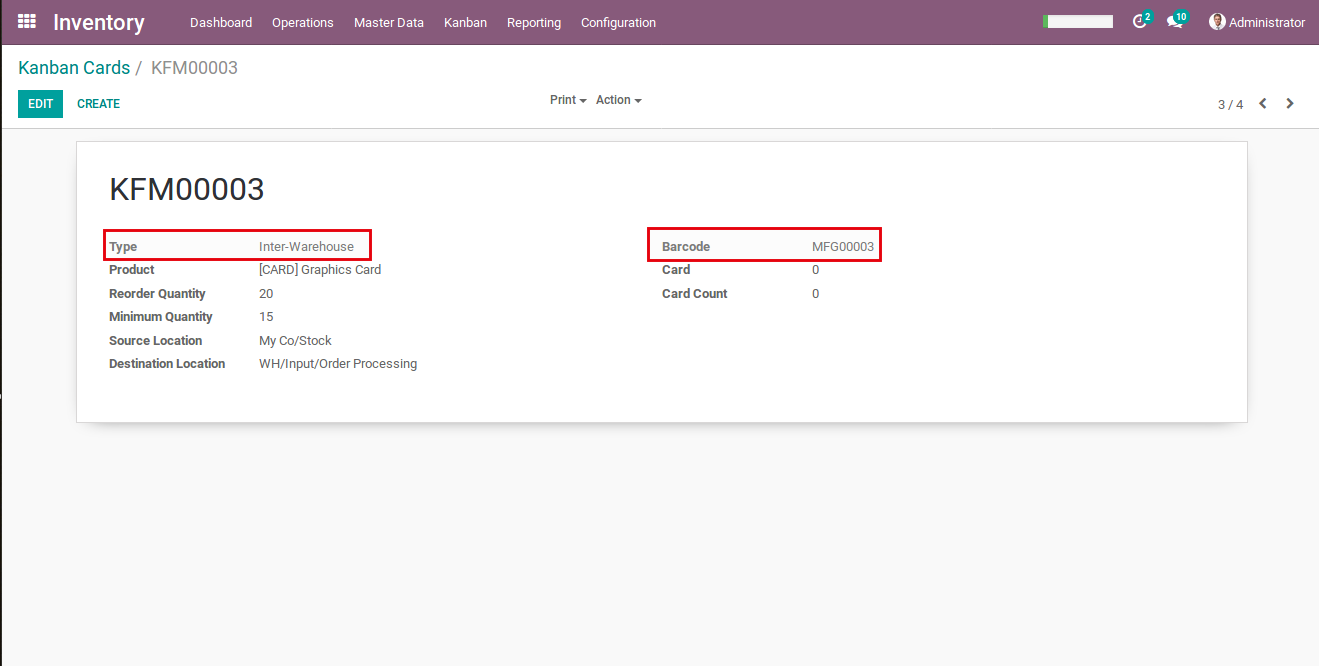 Inventory Dashboard Operations Master Data Kanban Reporting Configuration 2 10 Administrator
Kanban Cards / KFM00003
EDIT CREATE Print Action 3 / 4
KFM00003
Type Inter-Warehouse Barcode MFG00003
Product [CARD] Graphics Card Card 0
Reorder Quantity 20 Card Count 0
Minimum Quantity 15
Source Location My Co/Stock
Destination Location WH/Input/Order Processing